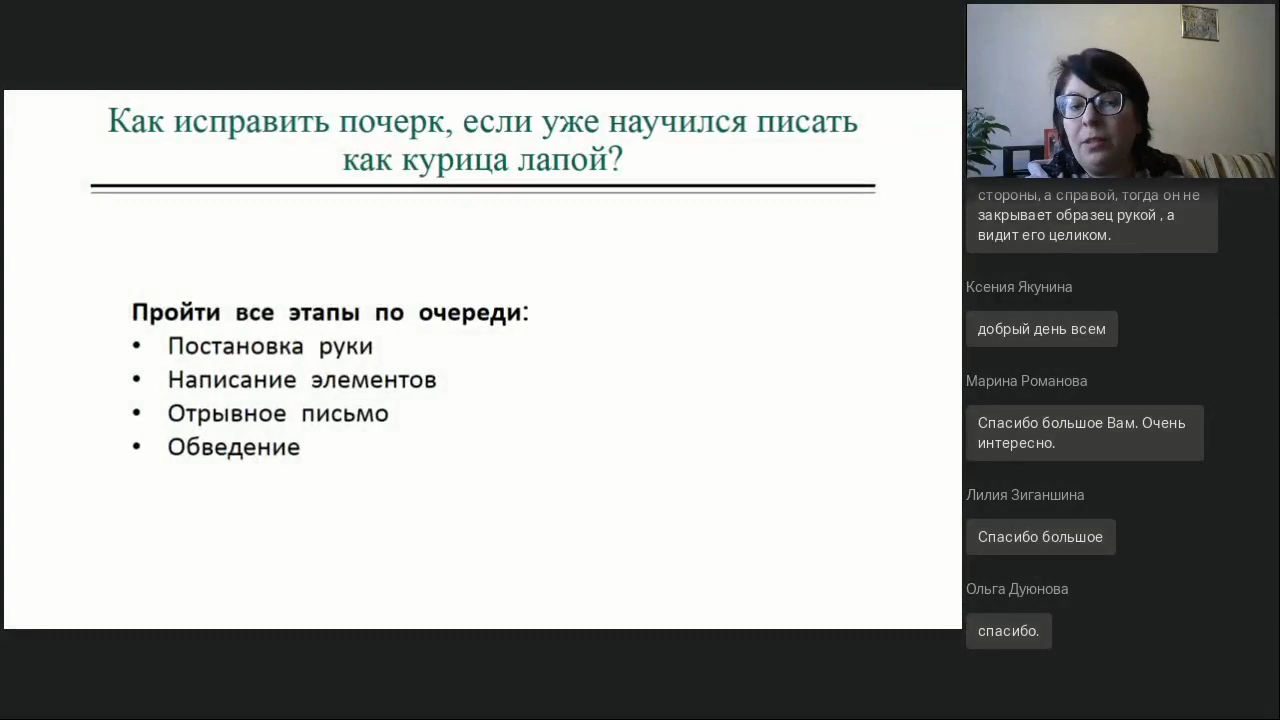 Как исправить почерк, если уже научился писать
как курица лапой?
Пройти все этапы по очереди:
• Постановка руки
• Написание элементов
• Отрывное письмо
• Обведение
стороны, а справой, тогда он не
закрывает образец рукой , а
видит его целиком.
Ксения Якунина
добрый день всем
Марина Романова
Спасибо большое Вам. Очень
интересно.
Лилия Зиганшина
Спасибо большое
Ольга Дуюнова
спасибо.